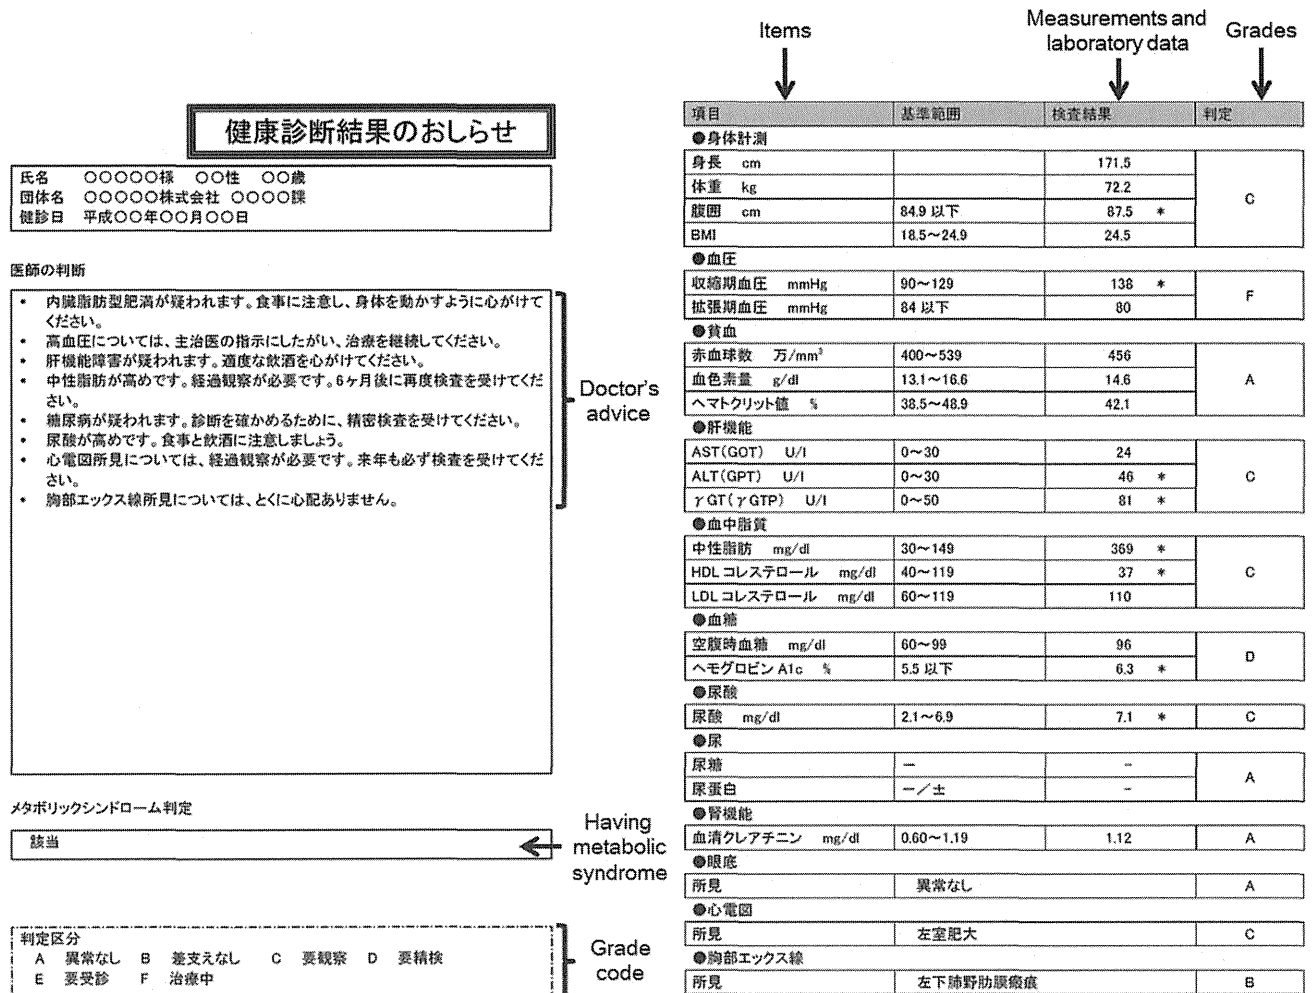 Items
Measurements and
laboratory data
Grades
健康診断結果のおしらせ
氏名 〇〇〇〇〇様 〇〇性 〇〇歳
団体名 〇〇〇〇〇株式会社 〇〇〇〇課
健診日 平成〇〇年〇〇月〇〇日
医師の判断
• 内臓脂肪型肥満が疑われます。食事に注意し、身体を動かすように心がけて
ください。
• 高血圧については、主治医の指示にしたがい、治療を継続してください。
• 肝機能障害が疑われます。適度な飲酒を心がけてください。
• 中性脂肪が高めです。経過観察が必要です。6ヶ月後に再度検査を受けてくだ
さい。
• 糖尿病が疑われます。診断を確かめるために、精密検査を受けてください。
• 尿酸が高めです。食事と飲酒に注意しましょう。
• 心電図所見については、経過観察が必要です。来年も必ず検査を受けてくだ
さい。
• 胸部エックス線所見については、とくに心配ありません。
Doctor's
advice
メタボリックシンドローム判定
該当
Having
metabolic
syndrome
判定区分
A 異常なし B 差支えなし C 要観察 D 要精検
E 要受診 F 治療中
Grade
code
項目 基準範囲 検査結果 判定
●身体計測
身長 cm 171.5
体重 kg 72.2
C
腹囲 cm 84.9 以下 87.5 *
BMI 18.5～24.9 24.5
●血圧
収縮期血圧 mmHg 90～129 138 *
F
拡張期血圧 mmHg 84 以下 80
●貧血
赤血球数 万/mm³ 400～539 456
血色素量 g/dl 13.1～16.6 14.6 A
ヘマトクリット値 % 38.5～48.9 42.1
●肝機能
AST(GOT) U/l 0～30 24
ALT(GPT) U/l 0～30 46 * C
γGT(γGTP) U/l 0～50 81 *
●血中脂質
中性脂肪 mg/dl 30～149 369 *
HDL コレステロール mg/dl 40～119 37 * C
LDL コレステロール mg/dl 60～119 110
●血糖
空腹時血糖 mg/dl 60～99 96
D
ヘモグロビン A1c % 5.5 以下 6.3 *
●尿酸
尿酸 mg/dl 2.1～6.9 7.1 * C
●尿
尿糖 － －
A
尿蛋白 －／± －
●腎機能
血清クレアチニン mg/dl 0.60～1.19 1.12 A
●眼底
所見 異常なし A
●心電図
所見 左室肥大 C
●胸部エックス線
所見 左下肺野肋膜瘢痕 B